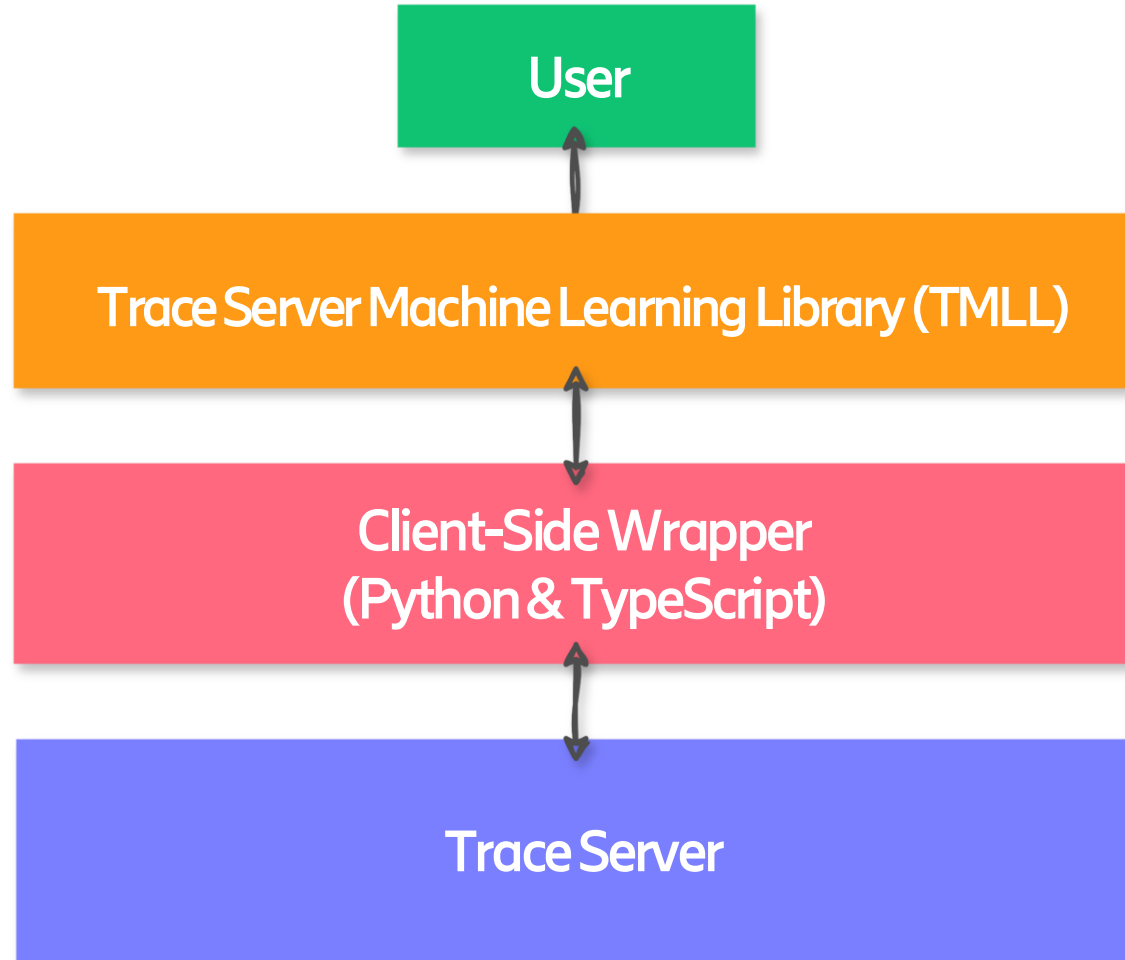 User
Trace Server Machine Learning Library (TMLL)
Client-Side Wrapper
(Python & TypeScript)
Trace Server